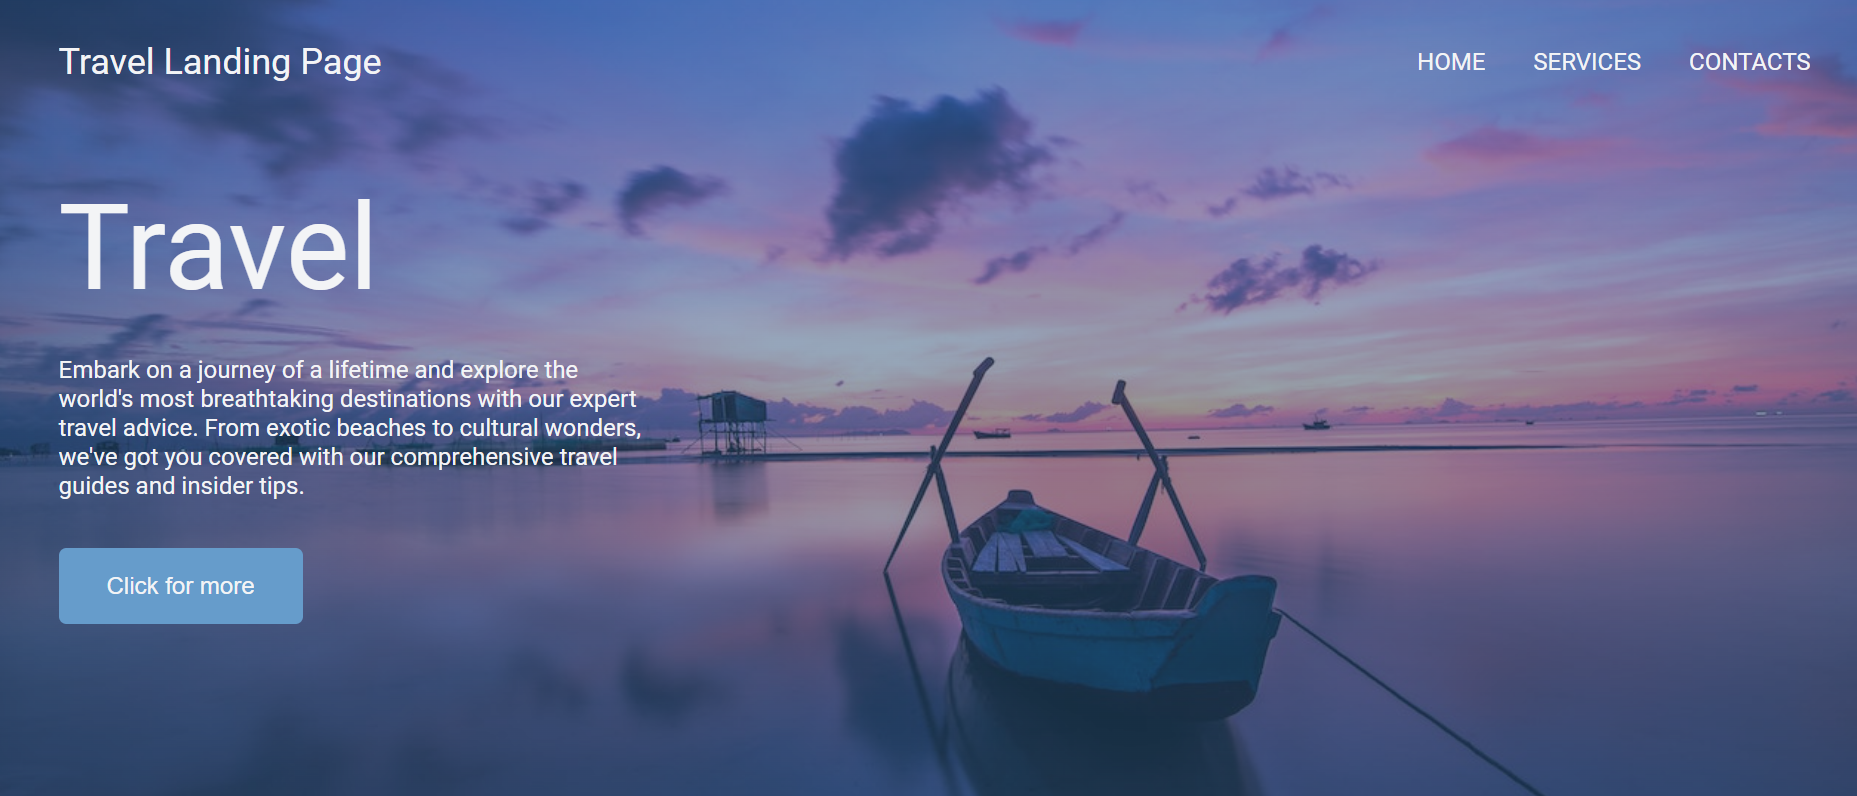 Travel Landing Page
HOME SERVICES CONTACTS
Travel
Embark on a journey of a lifetime and explore the
world's most breathtaking destinations with our expert
travel advice. From exotic beaches to cultural wonders,
we've got you covered with our comprehensive travel
guides and insider tips.
Click for more